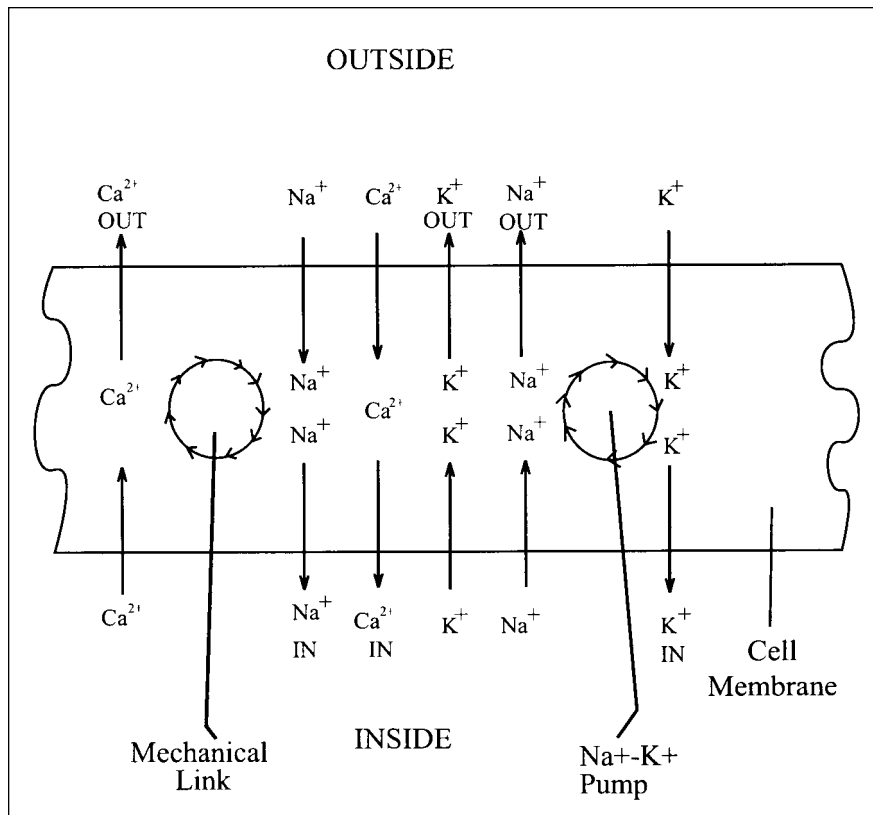 OUTSIDE
Ca²⁺ Na⁺ Ca²⁺ K⁺ Na⁺ K⁺
OUT OUT OUT
Ca²⁺ Na⁺ Ca²⁺ K⁺ Na⁺ K⁺
Na⁺ K⁺ Na⁺ K⁺
Ca²⁺ Na⁺ Ca²⁺ K⁺ Na⁺ K⁺
IN IN IN
Cell
Membrane
INSIDE
Mechanical
Link
Na+-K+
Pump